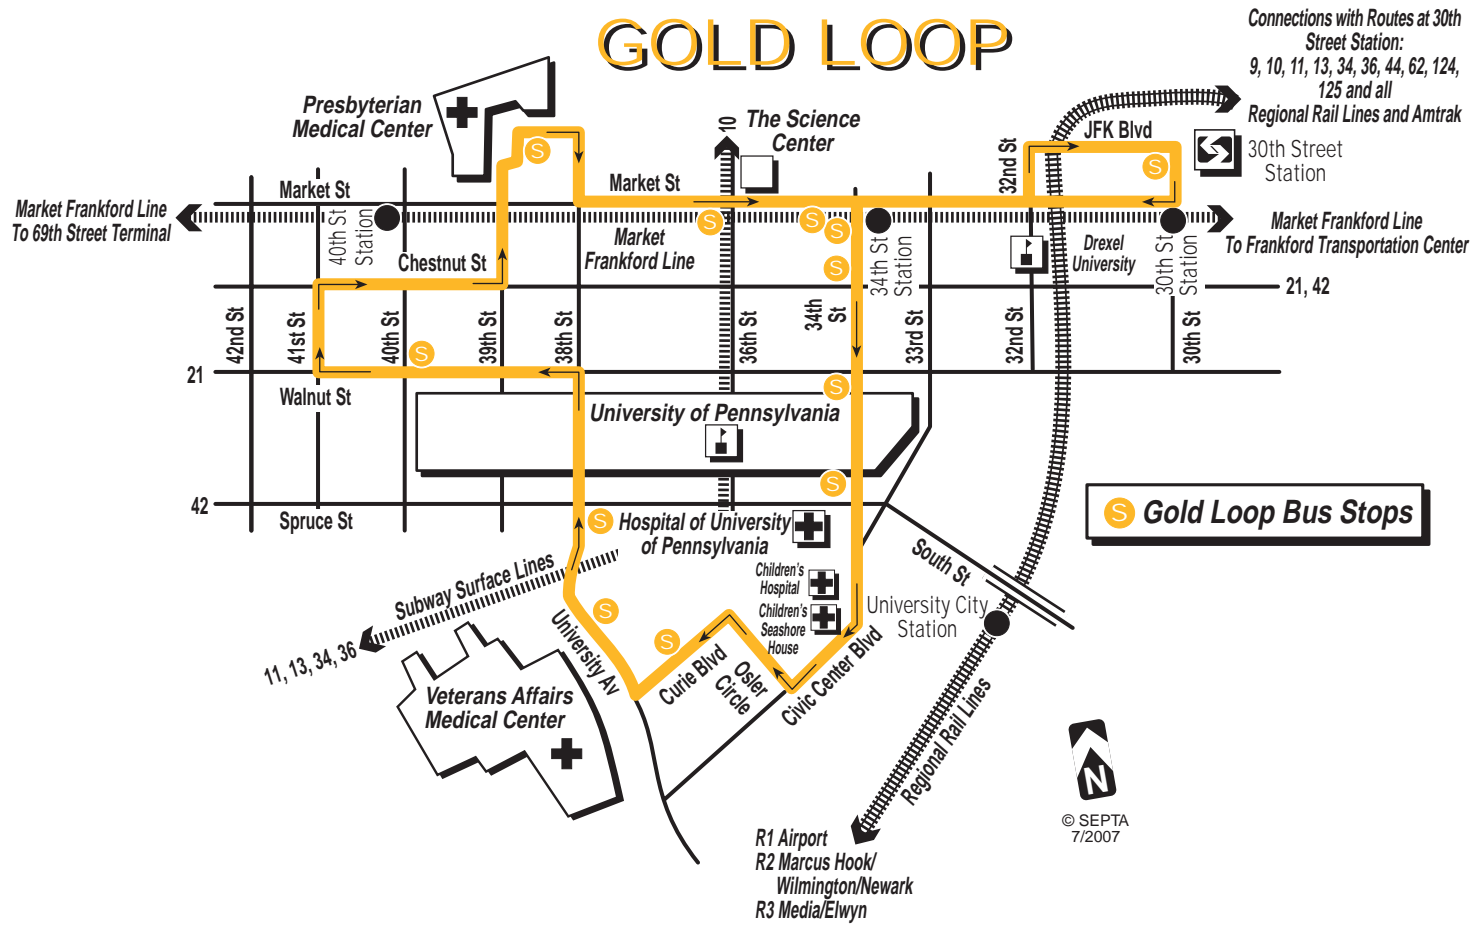 GOLD LOOP
Connections with Routes at 30th
Street Station:
9, 10, 11, 13, 34, 36, 44, 62, 124,
125 and all
Regional Rail Lines and Amtrak
Presbyterian
Medical Center
S
10
The Science
Center
32nd St
JFK Blvd
S
S
30th Street
Station
Market St
Market St
Market Frankford Line
To 69th Street Terminal
40th St
Station
S
S
S
Market
Frankford Line
Chestnut St
S
34th St
Station
Drexel
University
30th St
Station
Market Frankford Line
To Frankford Transportation Center
21, 42
42nd St
41st St
40th St
39th St
38th St
36th St
34th
St
33rd St
32nd St
30th St
S
21
Walnut St
S
University of Pennsylvania
S
42
Spruce St
S
Hospital of University
of Pennsylvania
S Gold Loop Bus Stops
South St
Subway Surface Lines
11, 13, 34, 36
Children's
Hospital
Children's
Seashore
House
University City
Station
S
S
University Av
Curie Blvd
Osler
Circle
Civic Center Blvd
Veterans Affairs
Medical Center
Regional Rail Lines
N
© SEPTA
7/2007
R1 Airport
R2 Marcus Hook/
Wilmington/Newark
R3 Media/Elwyn